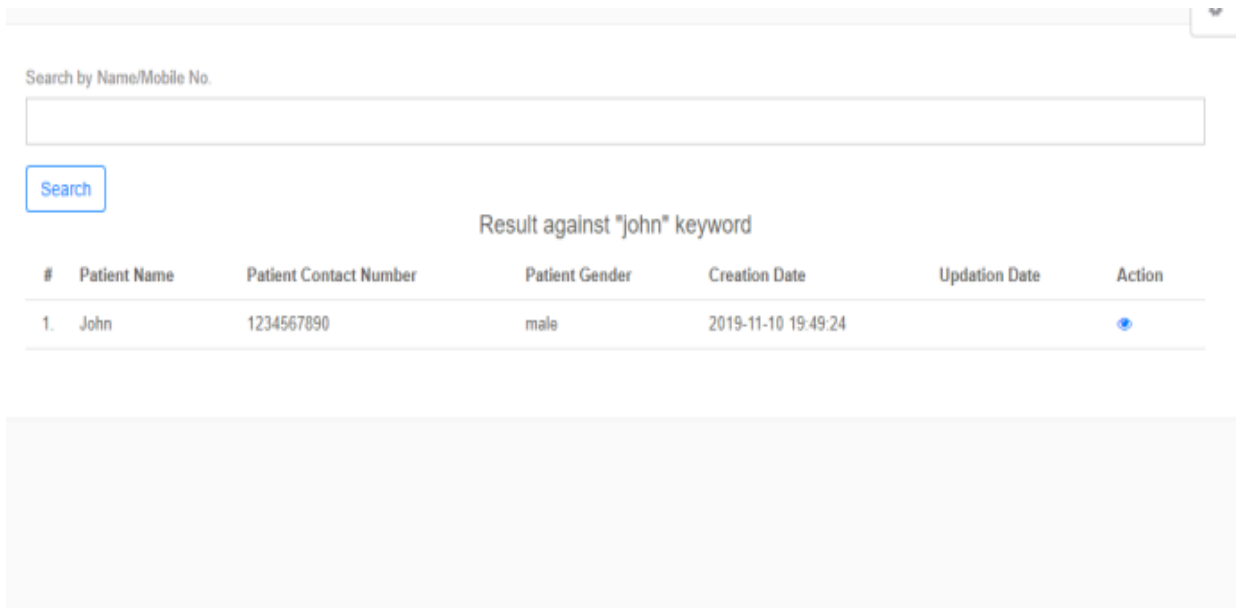 Search by Name/Mobile No.
Search
Result against "john" keyword
# Patient Name Patient Contact Number Patient Gender Creation Date Updation Date Action
1. John 1234567890 male 2019-11-10 19:49:24